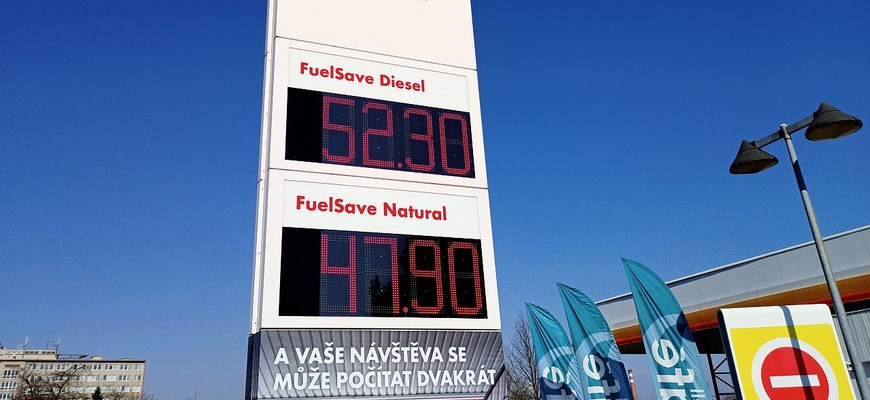 FuelSave Diesel
52.30
FuelSave Natural
47.90
A VAŠE NÁVŠTĚVA SE
MŮŽE POČÍTAT DVAKRÁT